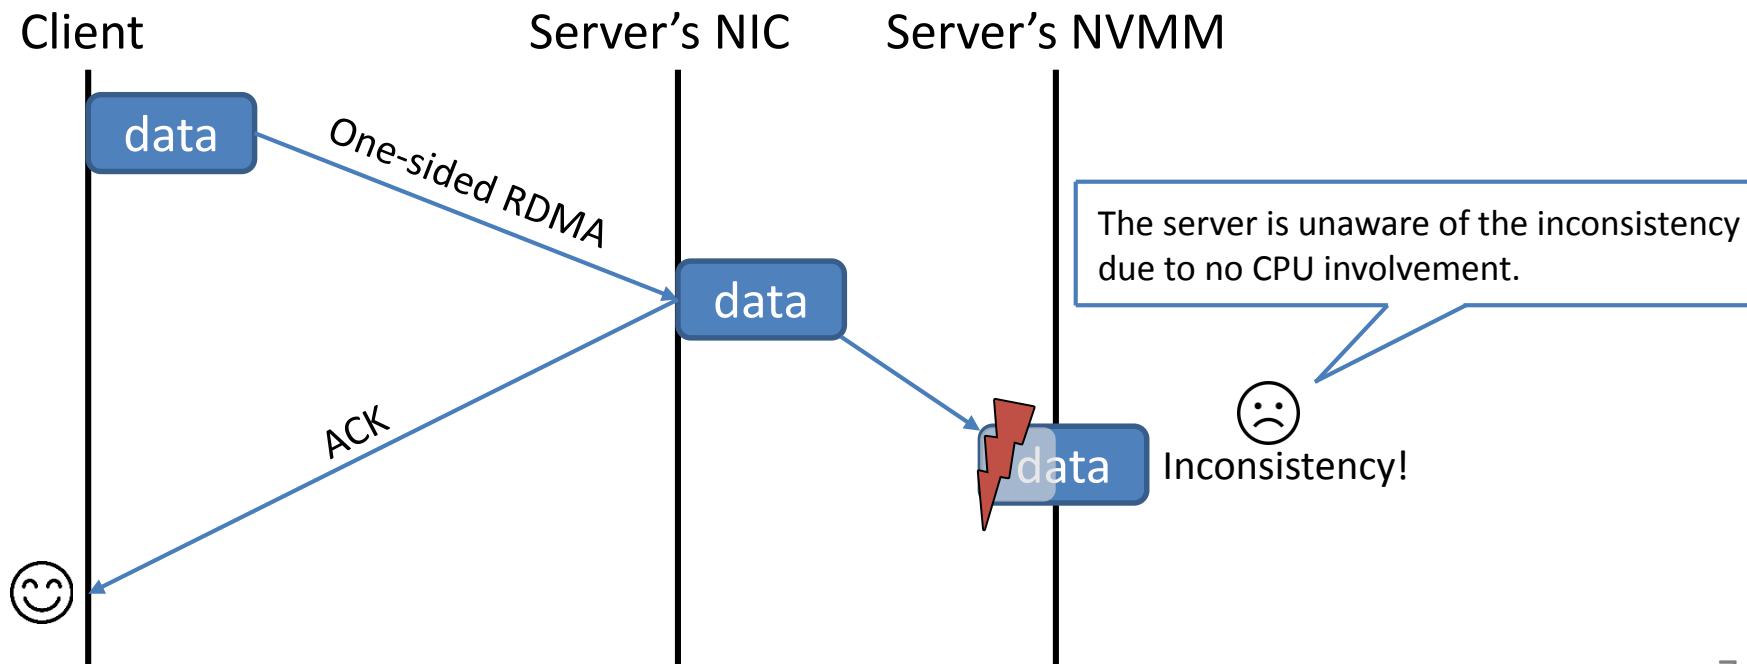 Client
Server’s NIC
Server’s NVMM
data
One-sided RDMA
The server is unaware of the inconsistency
due to no CPU involvement.
data
ACK
data
Inconsistency!